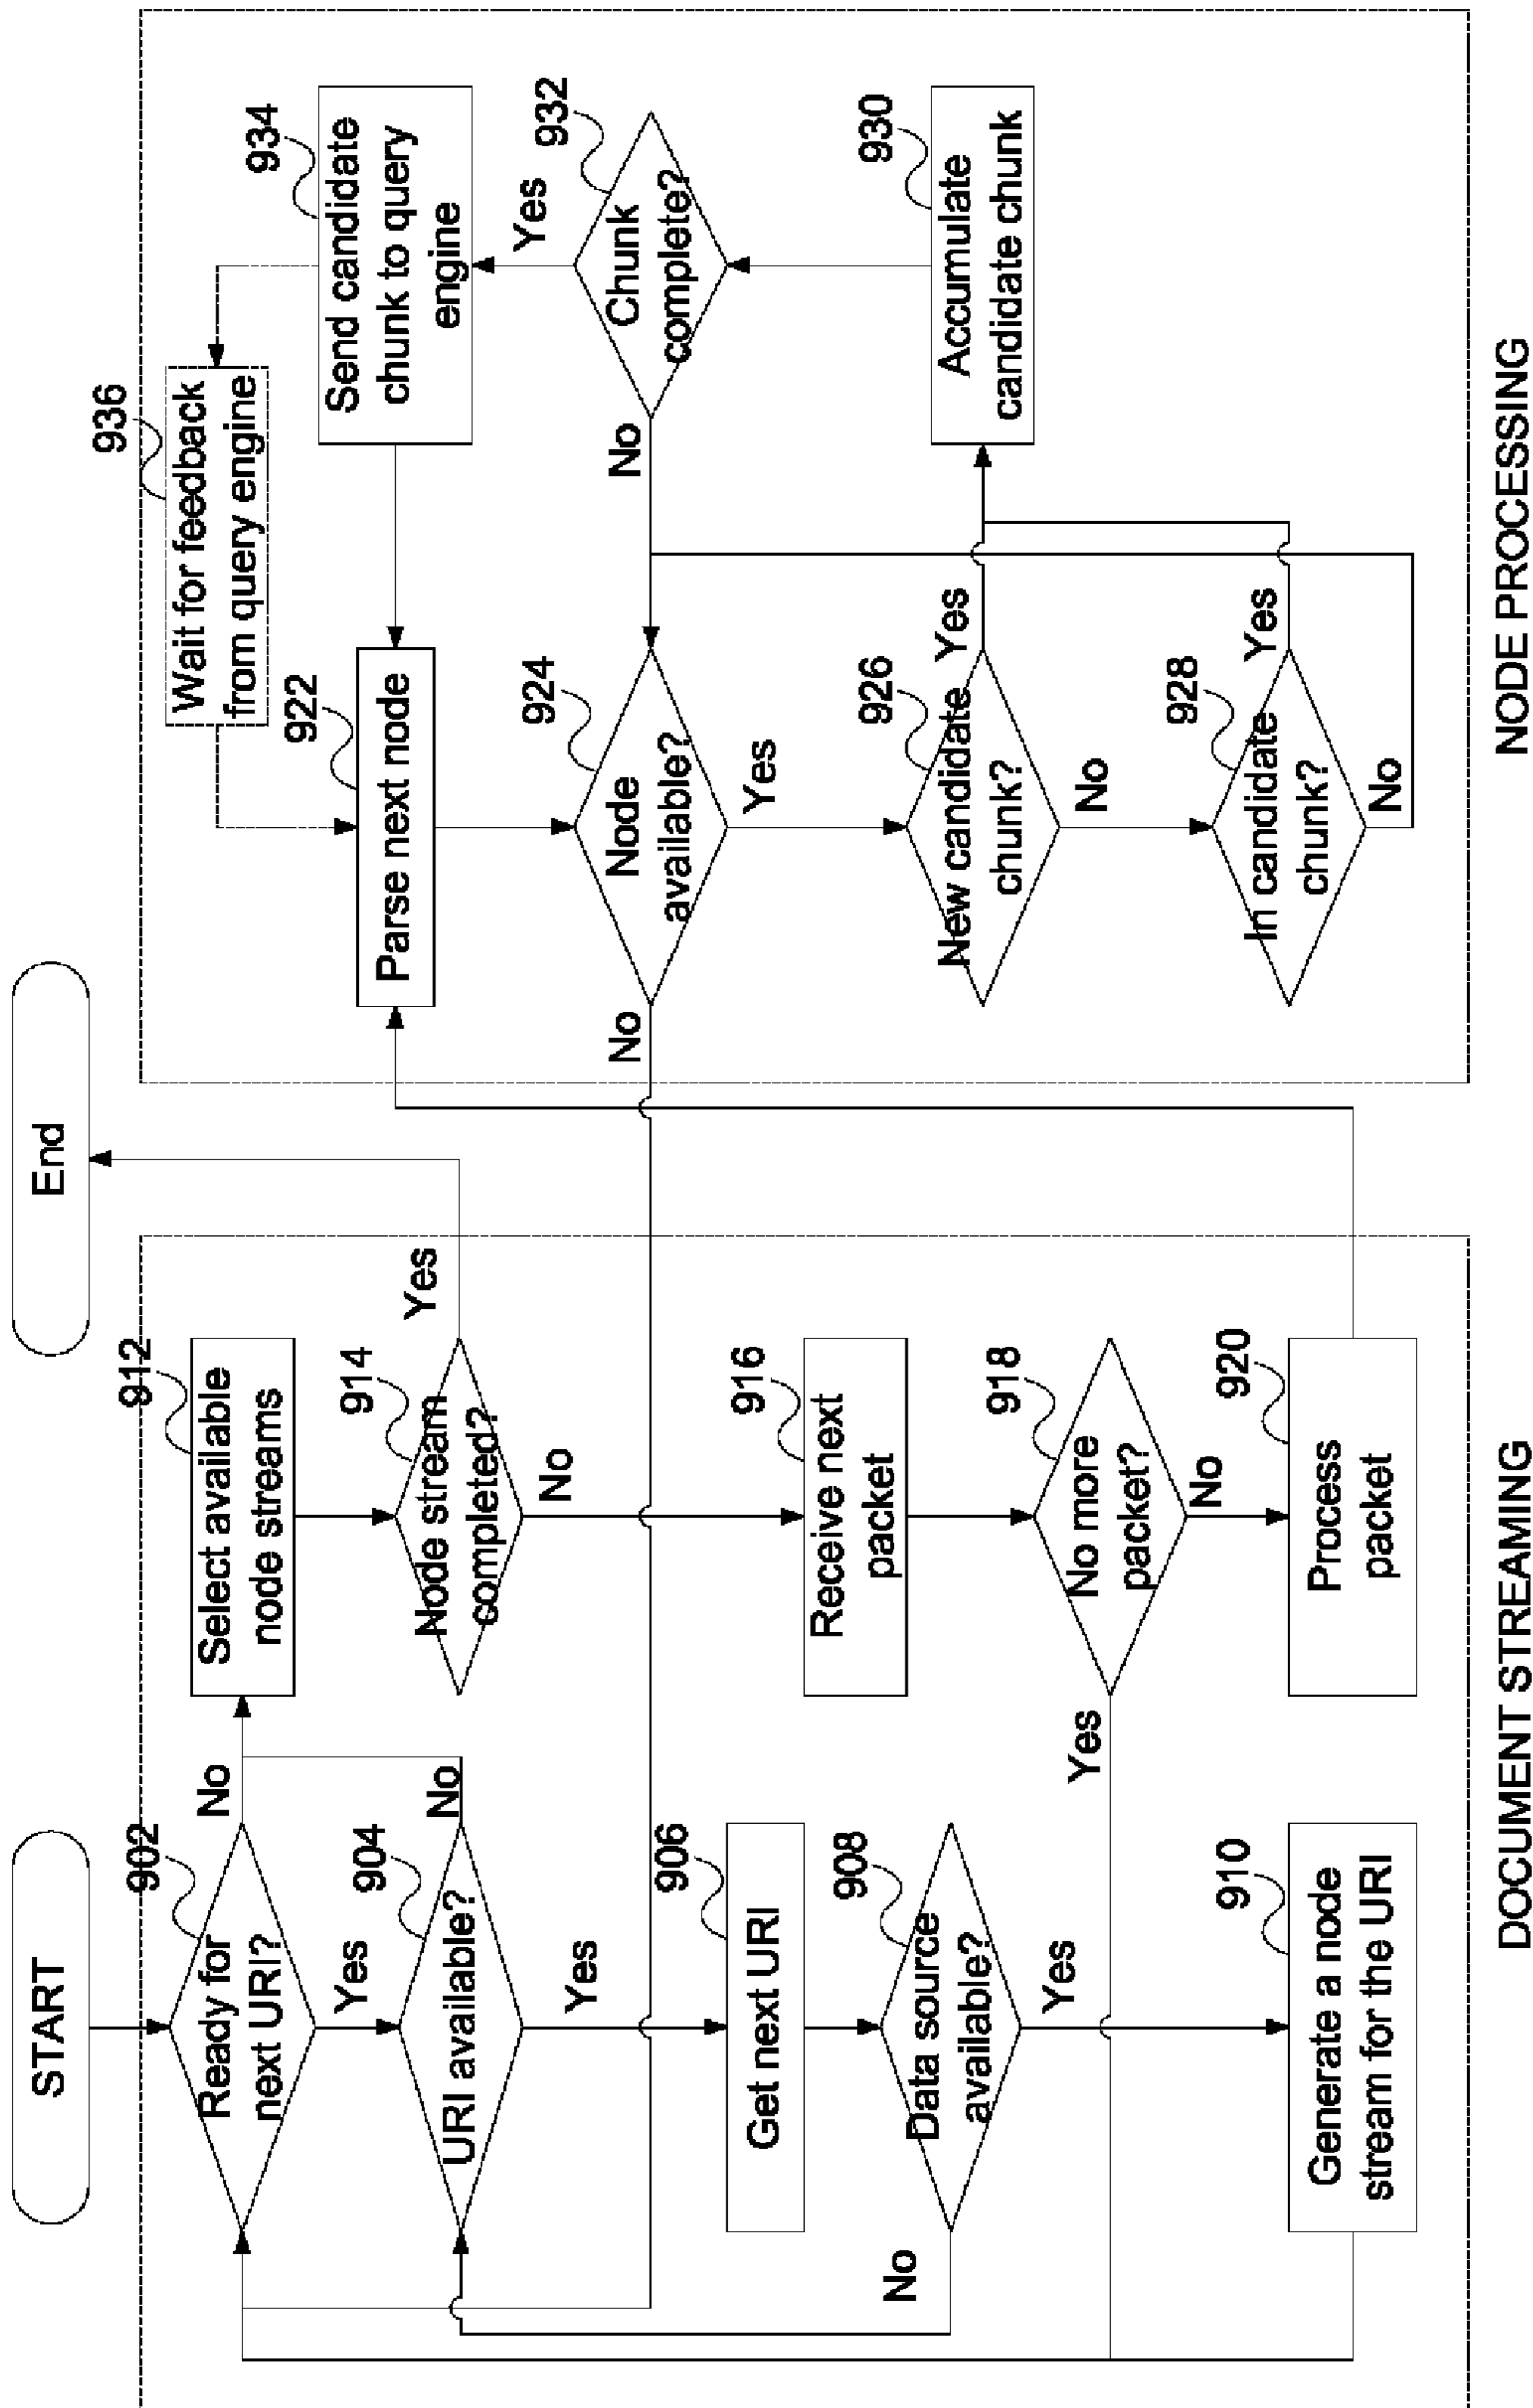 START
End
902
Ready for
next URI?
No
Yes
904
URI available?
No
Yes
906
Get next URI
908
Data source
available?
No
Yes
910
Generate a node
stream for the URI
912
Select available
node streams
914
Node stream
completed?
Yes
No
916
Receive next
packet
918
No more
packet?
Yes
No
920
Process
packet
DOCUMENT STREAMING
936
Wait for feedback
from query engine
922
Parse next node
924
Node
available?
No
Yes
926
New candidate
chunk?
Yes
No
928
In candidate
chunk?
Yes
No
934
Send candidate
chunk to query
engine
932
Chunk
complete?
Yes
No
930
Accumulate
candidate chunk
NODE PROCESSING